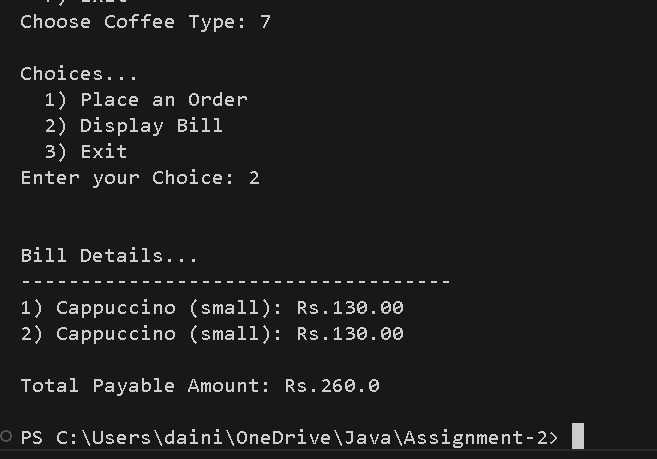 Choose Coffee Type: 7
Choices...
1) Place an Order
2) Display Bill
3) Exit
Enter your Choice: 2
Bill Details...
------------------------------------
1) Cappuccino (small): Rs.130.00
2) Cappuccino (small): Rs.130.00
Total Payable Amount: Rs.260.0
PS C:\Users\daini\OneDrive\Java\Assignment-2>